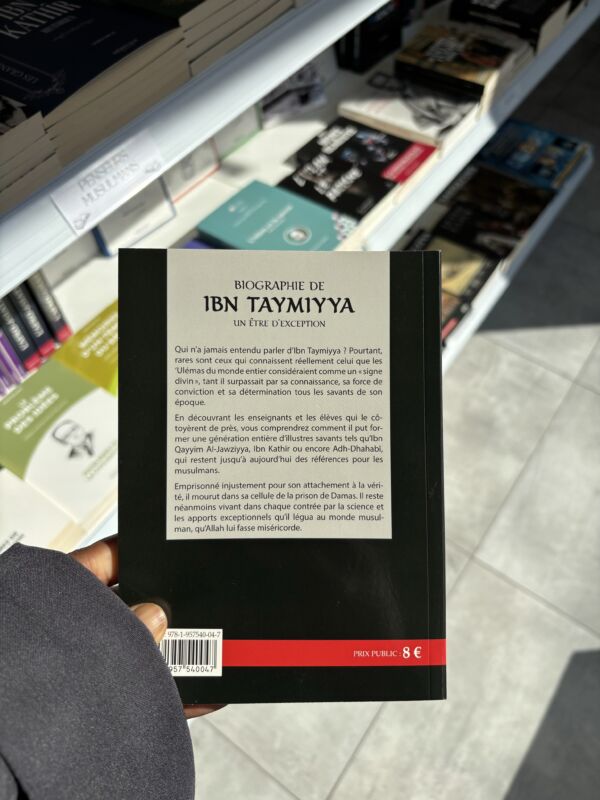 IBN
KATHIR
PENSEURS
MUSULMANS
BIOGRAPHIE DE
IBN TAYMIYYA
UN ÊTRE D'EXCEPTION
Qui n'a jamais entendu parler d'Ibn Taymiyya ? Pourtant,
rares sont ceux qui connaissent réellement celui que les
'Ulémas du monde entier considéraient comme un « signe
divin », tant il surpassait par sa connaissance, sa force de
conviction et sa détermination tous les savants de son
époque.
En découvrant les enseignants et les élèves qui le cô-
toyèrent de près, vous comprendrez comment il put for-
mer une génération entière d'illustres savants tels qu'Ibn
Qayyim Al-Jawziyya, Ibn Kathir ou encore Adh-Dhahabî,
qui restent jusqu'à aujourd'hui des références pour les
musulmans.
Emprisonné injustement pour son attachement à la véri-
té, il mourut dans sa cellule de la prison de Damas. Il reste
néanmoins vivant dans chaque contrée par la science et
les apports exceptionnels qu'il légua au monde musul-
man, qu'Allah lui fasse miséricorde.
978-1-957540-04-7
957540047
PRIX PUBLIC : 8 €